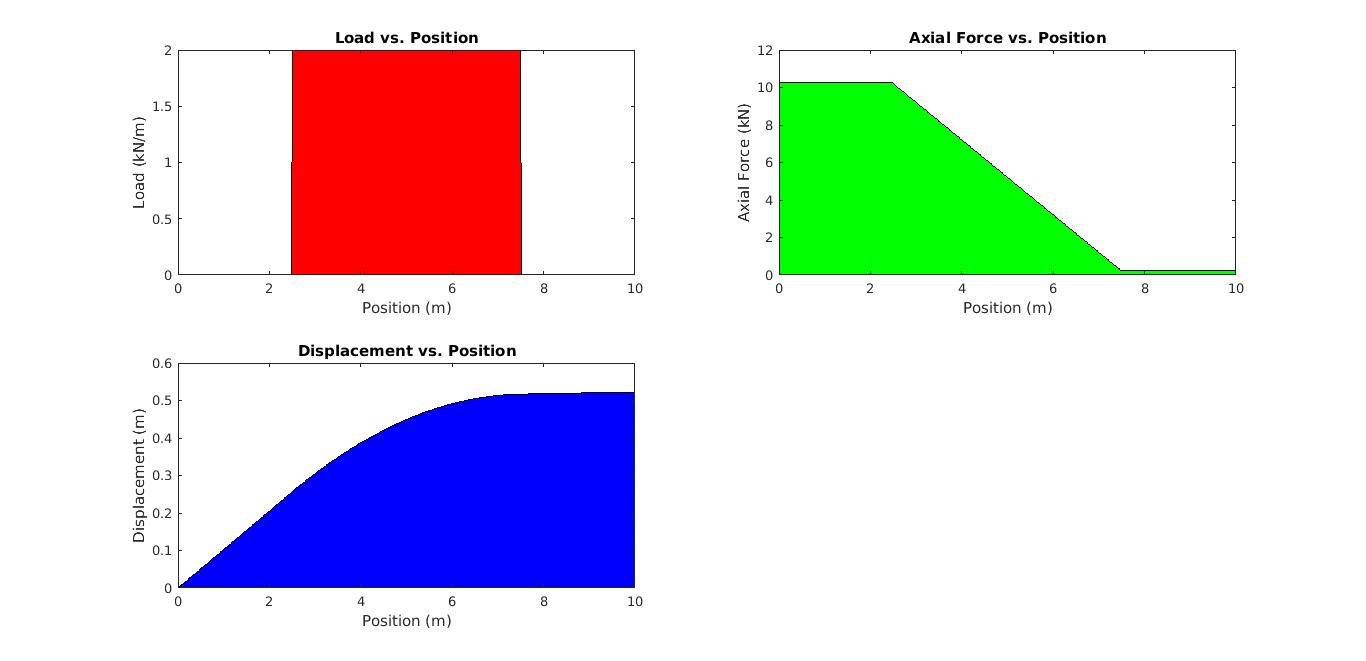 Load vs. Position
Load (kN/m)
2
1.5
1
0.5
0
0 2 4 6 8 10
Position (m)
Axial Force vs. Position
Axial Force (kN)
12
10
8
6
4
2
0
0 2 4 6 8 10
Position (m)
Displacement vs. Position
Displacement (m)
0.6
0.5
0.4
0.3
0.2
0.1
0
0 2 4 6 8 10
Position (m)